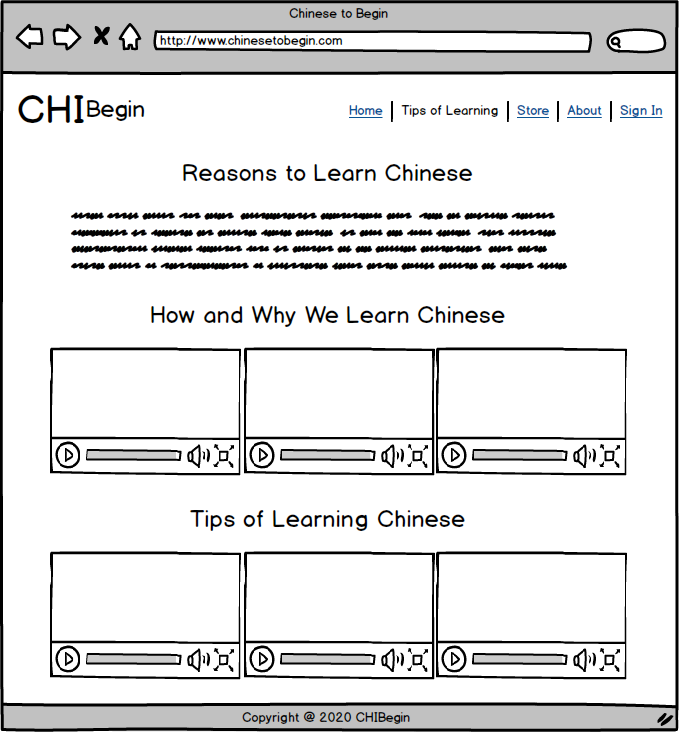 Chinese to Begin
http://www.chinesetobegin.com
CHIBegin
Home | Tips of Learning | Store | About | Sign In
Reasons to Learn Chinese
How and Why We Learn Chinese
Tips of Learning Chinese
Copyright @ 2020 CHIBegin